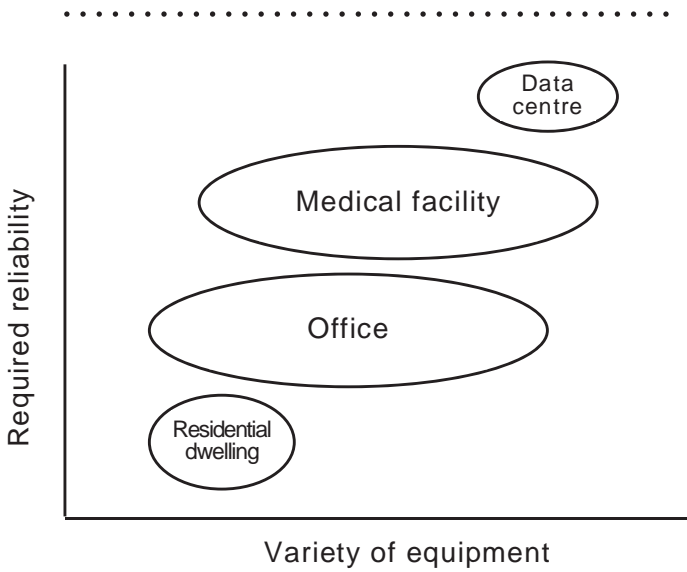 Data
centre
Medical facility
Office
Residential
dwelling
Required reliability
Variety of equipment